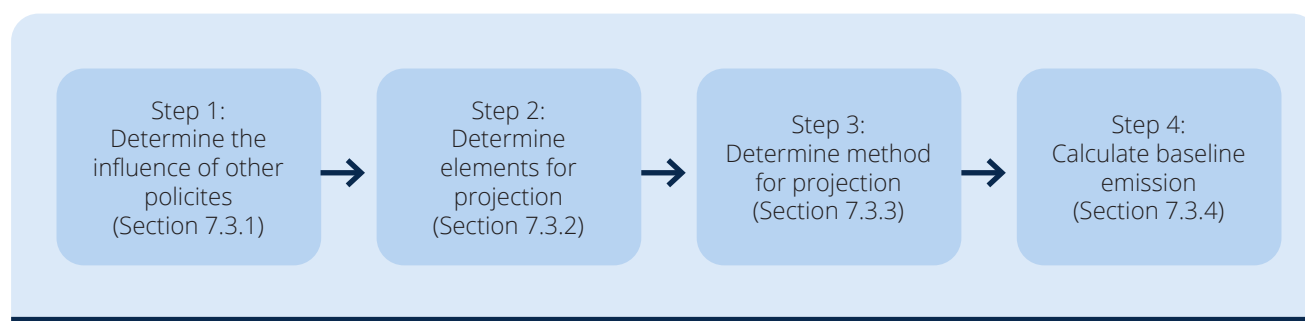 Step 1:
Determine the
influence of other
policites
(Section 7.3.1)
Step 2:
Determine
elements for
projection
(Section 7.3.2)
Step 3:
Determine method
for projection
(Section 7.3.3)
Step 4:
Calculate baseline
emission
(Section 7.3.4)